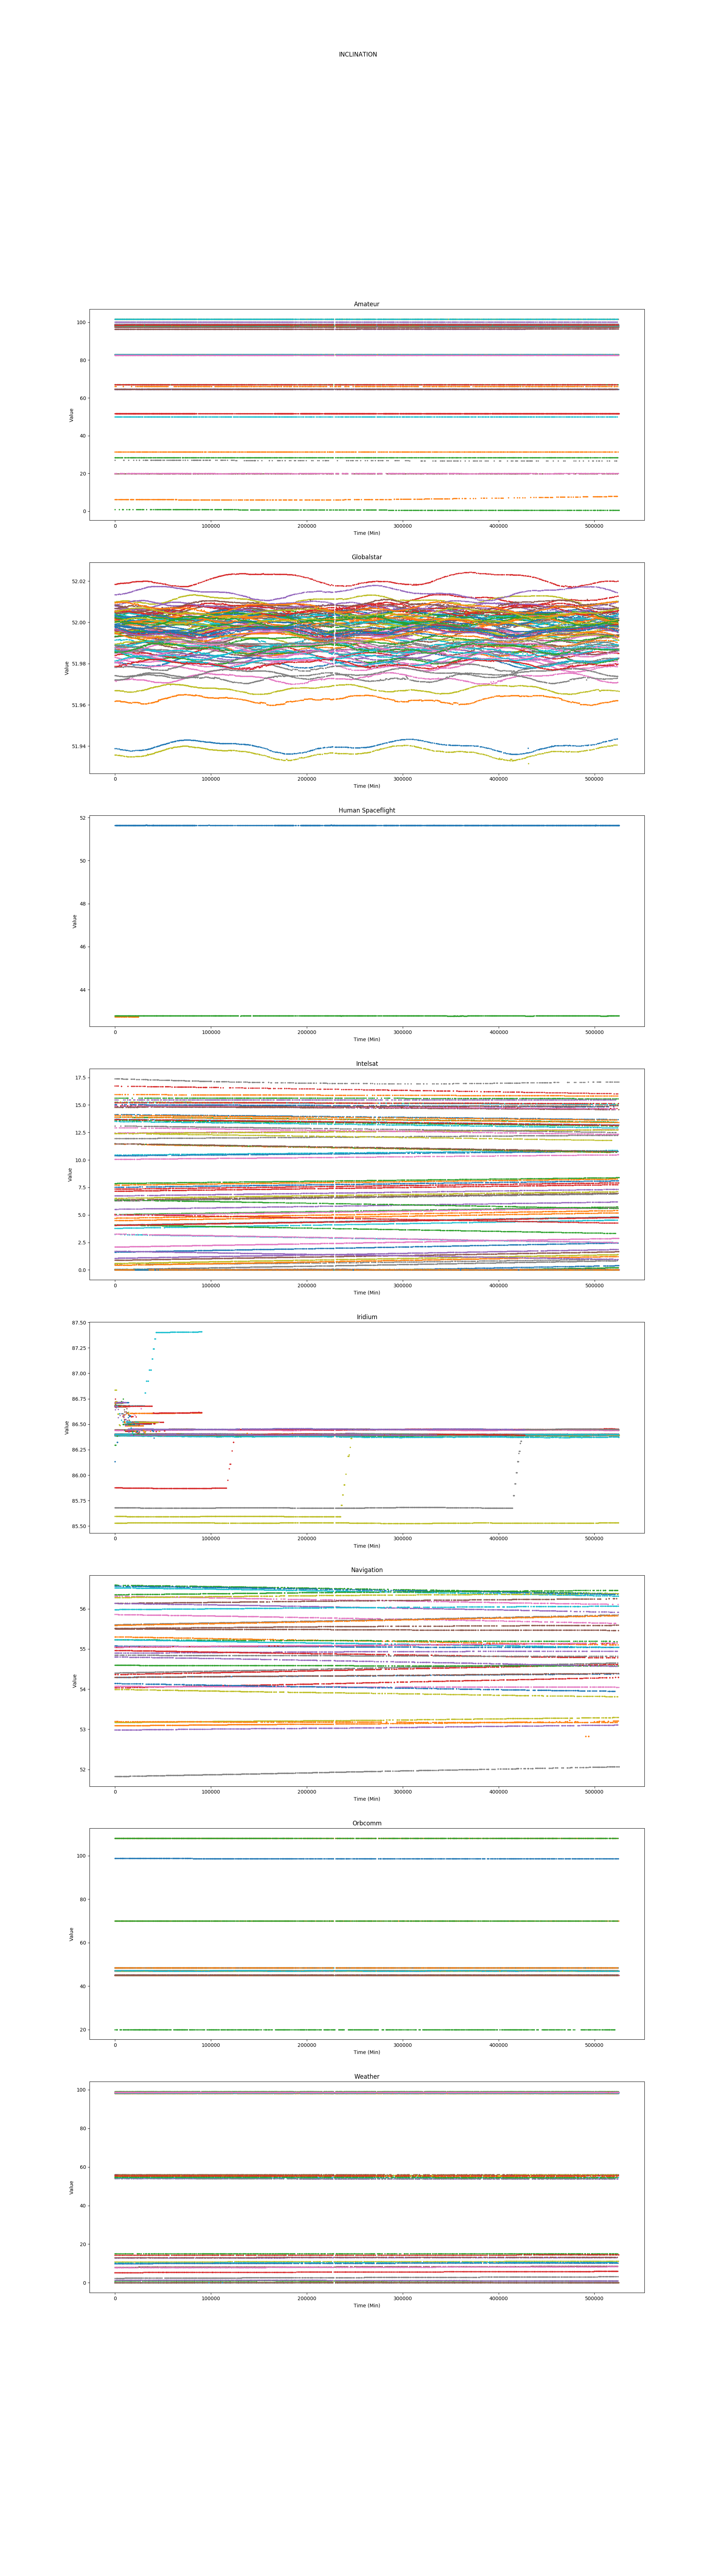 INCLINATION
Amateur
100
80
60
40
20
0
Value
0 100000 200000 300000 400000 500000
Time (Min)
Globalstar
52.02
52.00
51.98
51.96
51.94
Value
0 100000 200000 300000 400000 500000
Time (Min)
Human Spaceflight
52
50
48
46
44
Value
0 100000 200000 300000 400000 500000
Time (Min)
Intelsat
17.5
15.0
12.5
10.0
7.5
5.0
2.5
0.0
Value
0 100000 200000 300000 400000 500000
Time (Min)
Iridium
87.50
87.25
87.00
86.75
86.50
86.25
86.00
85.75
85.50
Value
0 100000 200000 300000 400000 500000
Time (Min)
Navigation
56
55
54
53
52
Value
0 100000 200000 300000 400000 500000
Time (Min)
Orbcomm
100
80
60
40
20
Value
0 100000 200000 300000 400000 500000
Time (Min)
Weather
100
80
60
40
20
0
Value
0 100000 200000 300000 400000 500000
Time (Min)